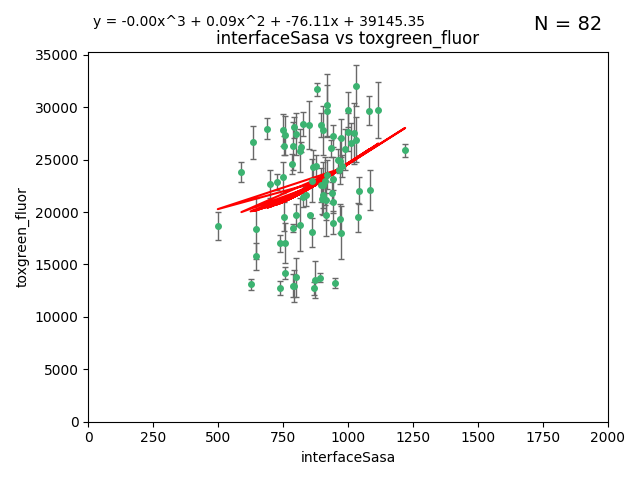 y = -0.00x^3 + 0.09x^2 + -76.11x + 39145.35
N = 82
interfaceSasa vs toxgreen_fluor
35000
30000
25000
20000
15000
10000
5000
0
toxgreen_fluor
0 250 500 750 1000 1250 1500 1750 2000
interfaceSasa